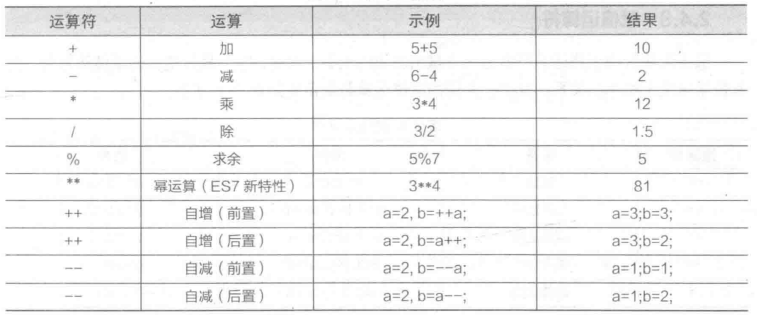 运算符 运算 示例 结果
+ 加 5+5 10
- 减 6-4 2
* 乘 3*4 12
/ 除 3/2 1.5
% 求余 5%7 5
** 幂运算（ES7 新特性） 3**4 81
++ 自增（前置） a=2, b=++a; a=3;b=3;
++ 自增（后置） a=2, b=a++; a=3;b=2;
-- 自减（前置） a=2, b=--a; a=1;b=1;
-- 自减（后置） a=2, b=a--; a=1;b=2;